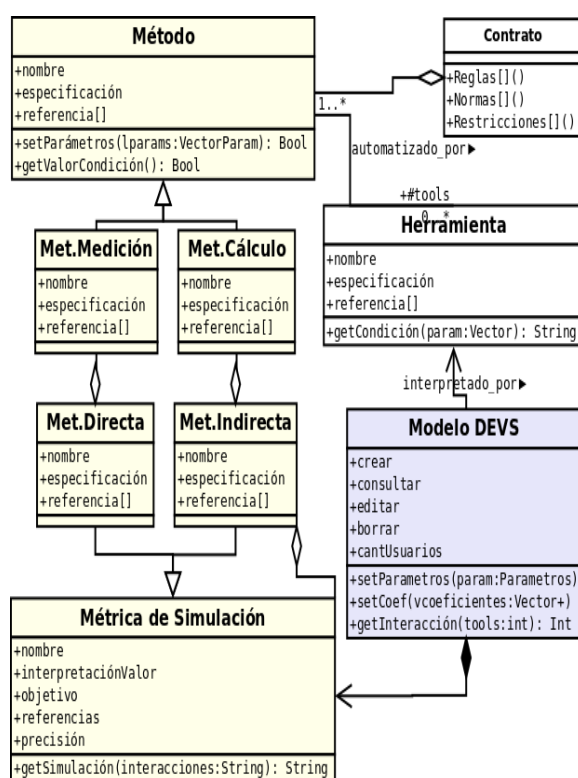 Método
+nombre
+especificación
+referencia[]
+setParámetros(lparams:VectorParam): Bool
+getValorCondición(): Bool
Contrato
+Reglas[]()
+Normas[]()
+Restricciones[]()
1..*
automatizado_por▶
+#tools
0..*
Herramienta
+nombre
+especificación
+referencia[]
+getCondición(param:Vector): String
Met.Medición
+nombre
+especificación
+referencia[]
Met.Cálculo
+nombre
+especificación
+referencia[]
interpretado_por▶
Met.Directa
+nombre
+especificación
+referencia[]
Met.Indirecta
+nombre
+especificación
+referencia[]
Modelo DEVS
+crear
+consultar
+editar
+borrar
+cantUsuarios
+setParametros(param:Parametros)
+setCoef(vcoeficientes:Vector+)
+getInteracción(tools:int): Int
Métrica de Simulación
+nombre
+interpretaciónValor
+objetivo
+referencias
+precisión
+getSimulación(interacciones:String): String